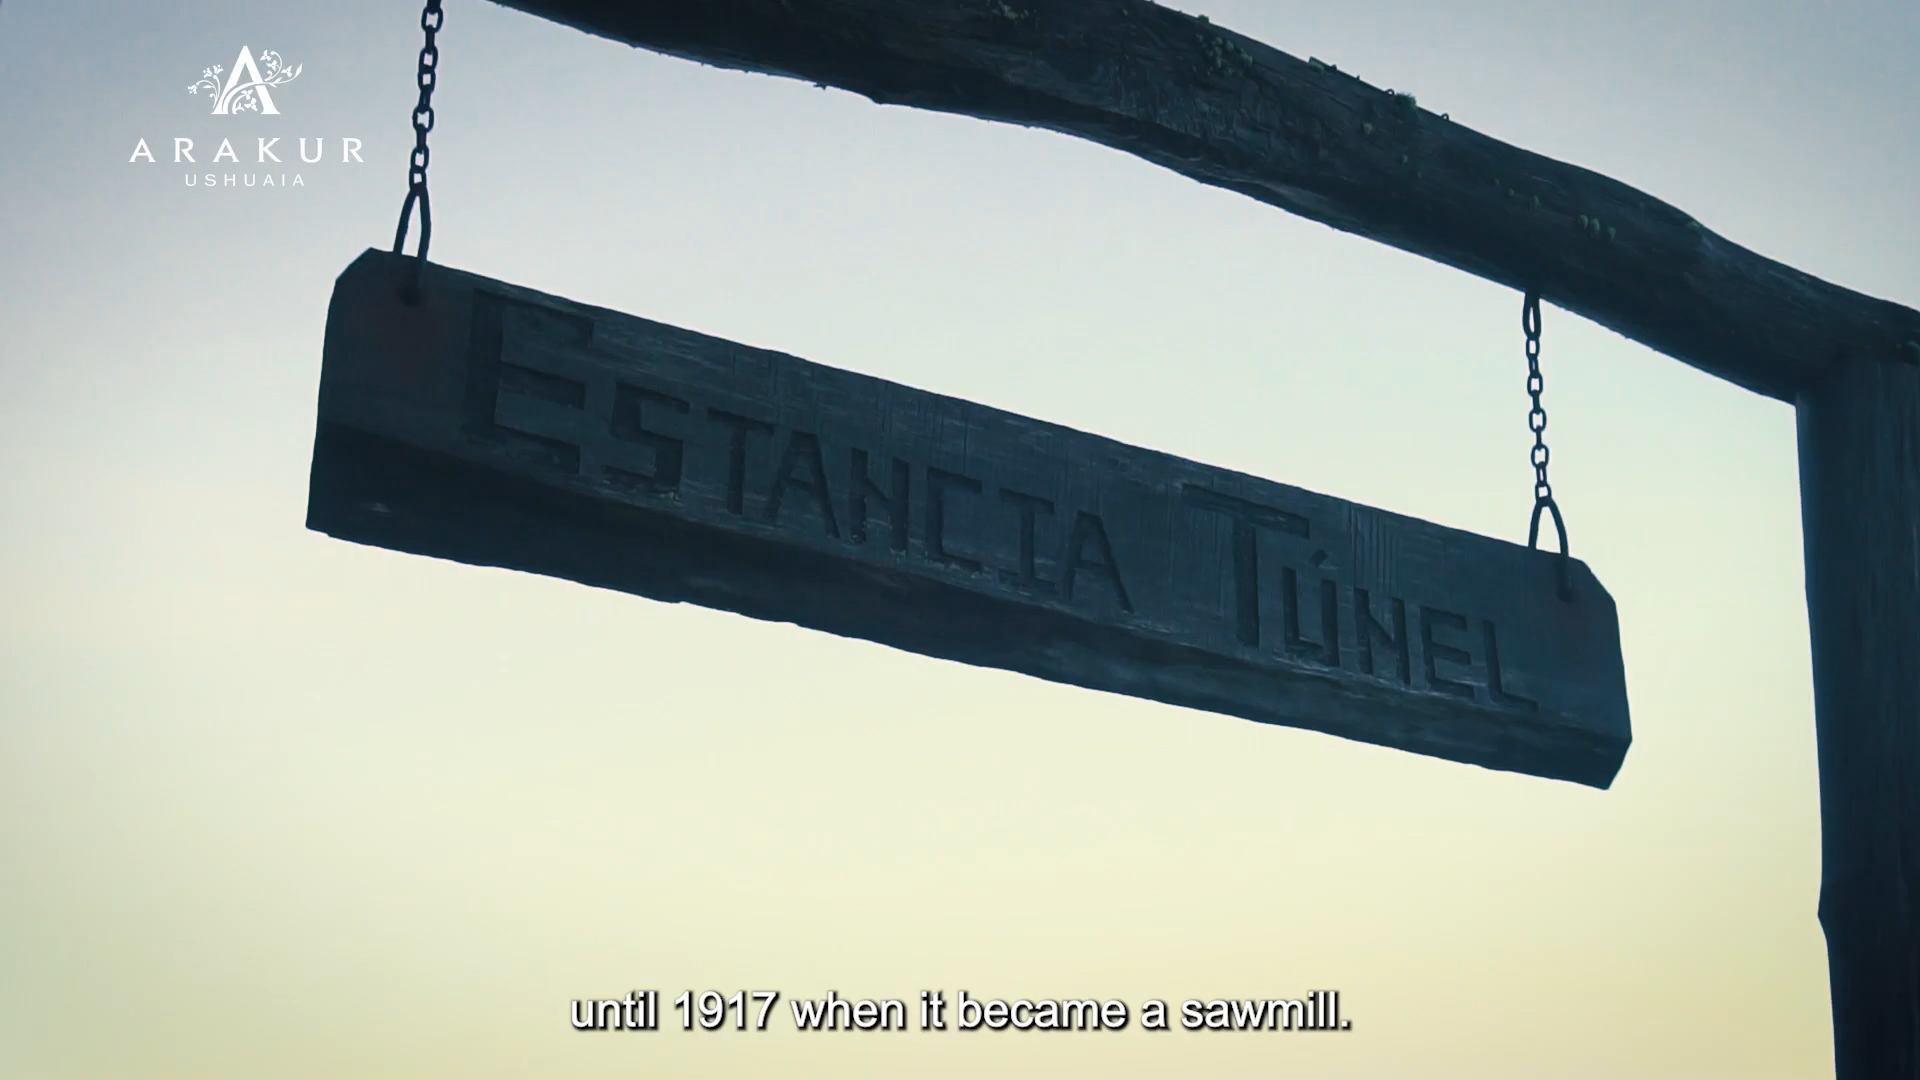 ARAKUR
USHUAIA
ESTANCIA TÚNEL
until 1917 when it became a sawmill.